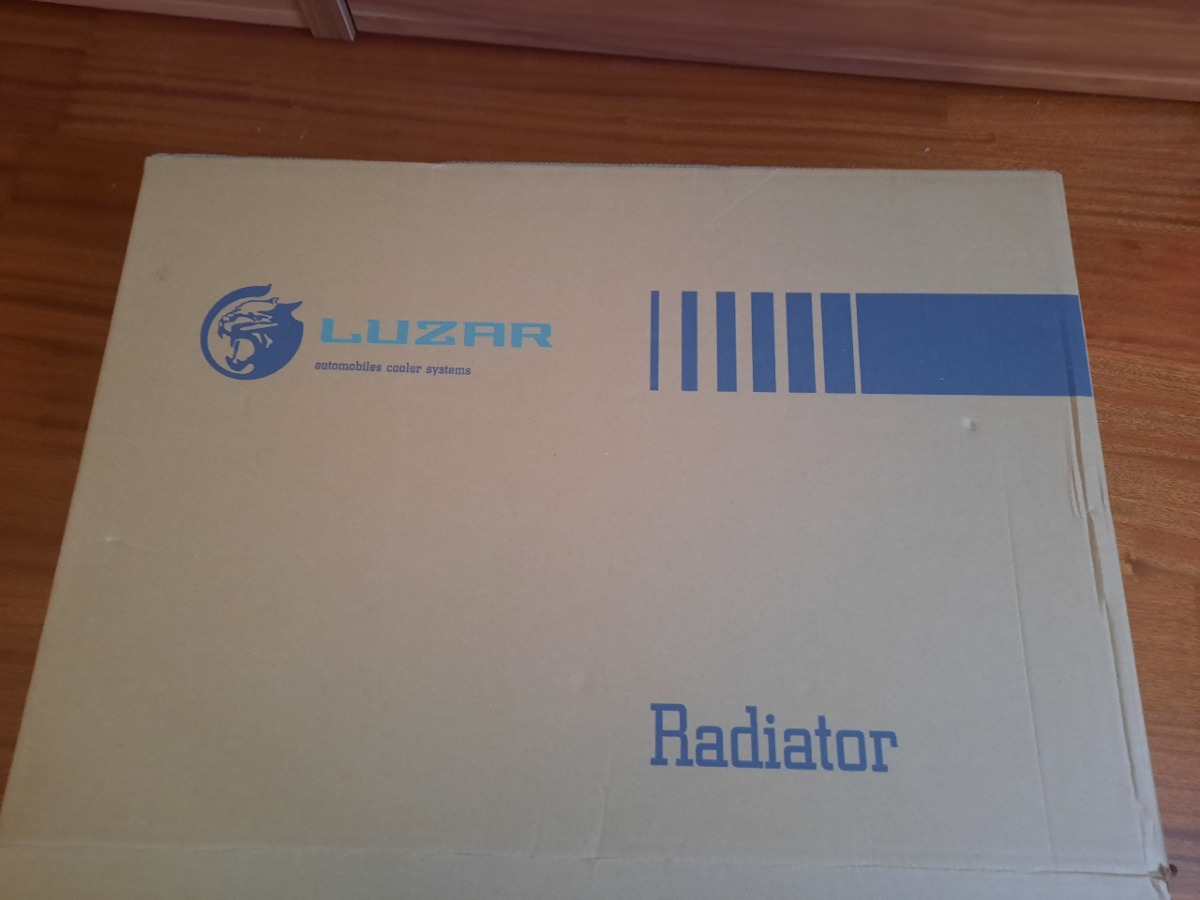 LUZAR
automobiles cooler systems
Radiator